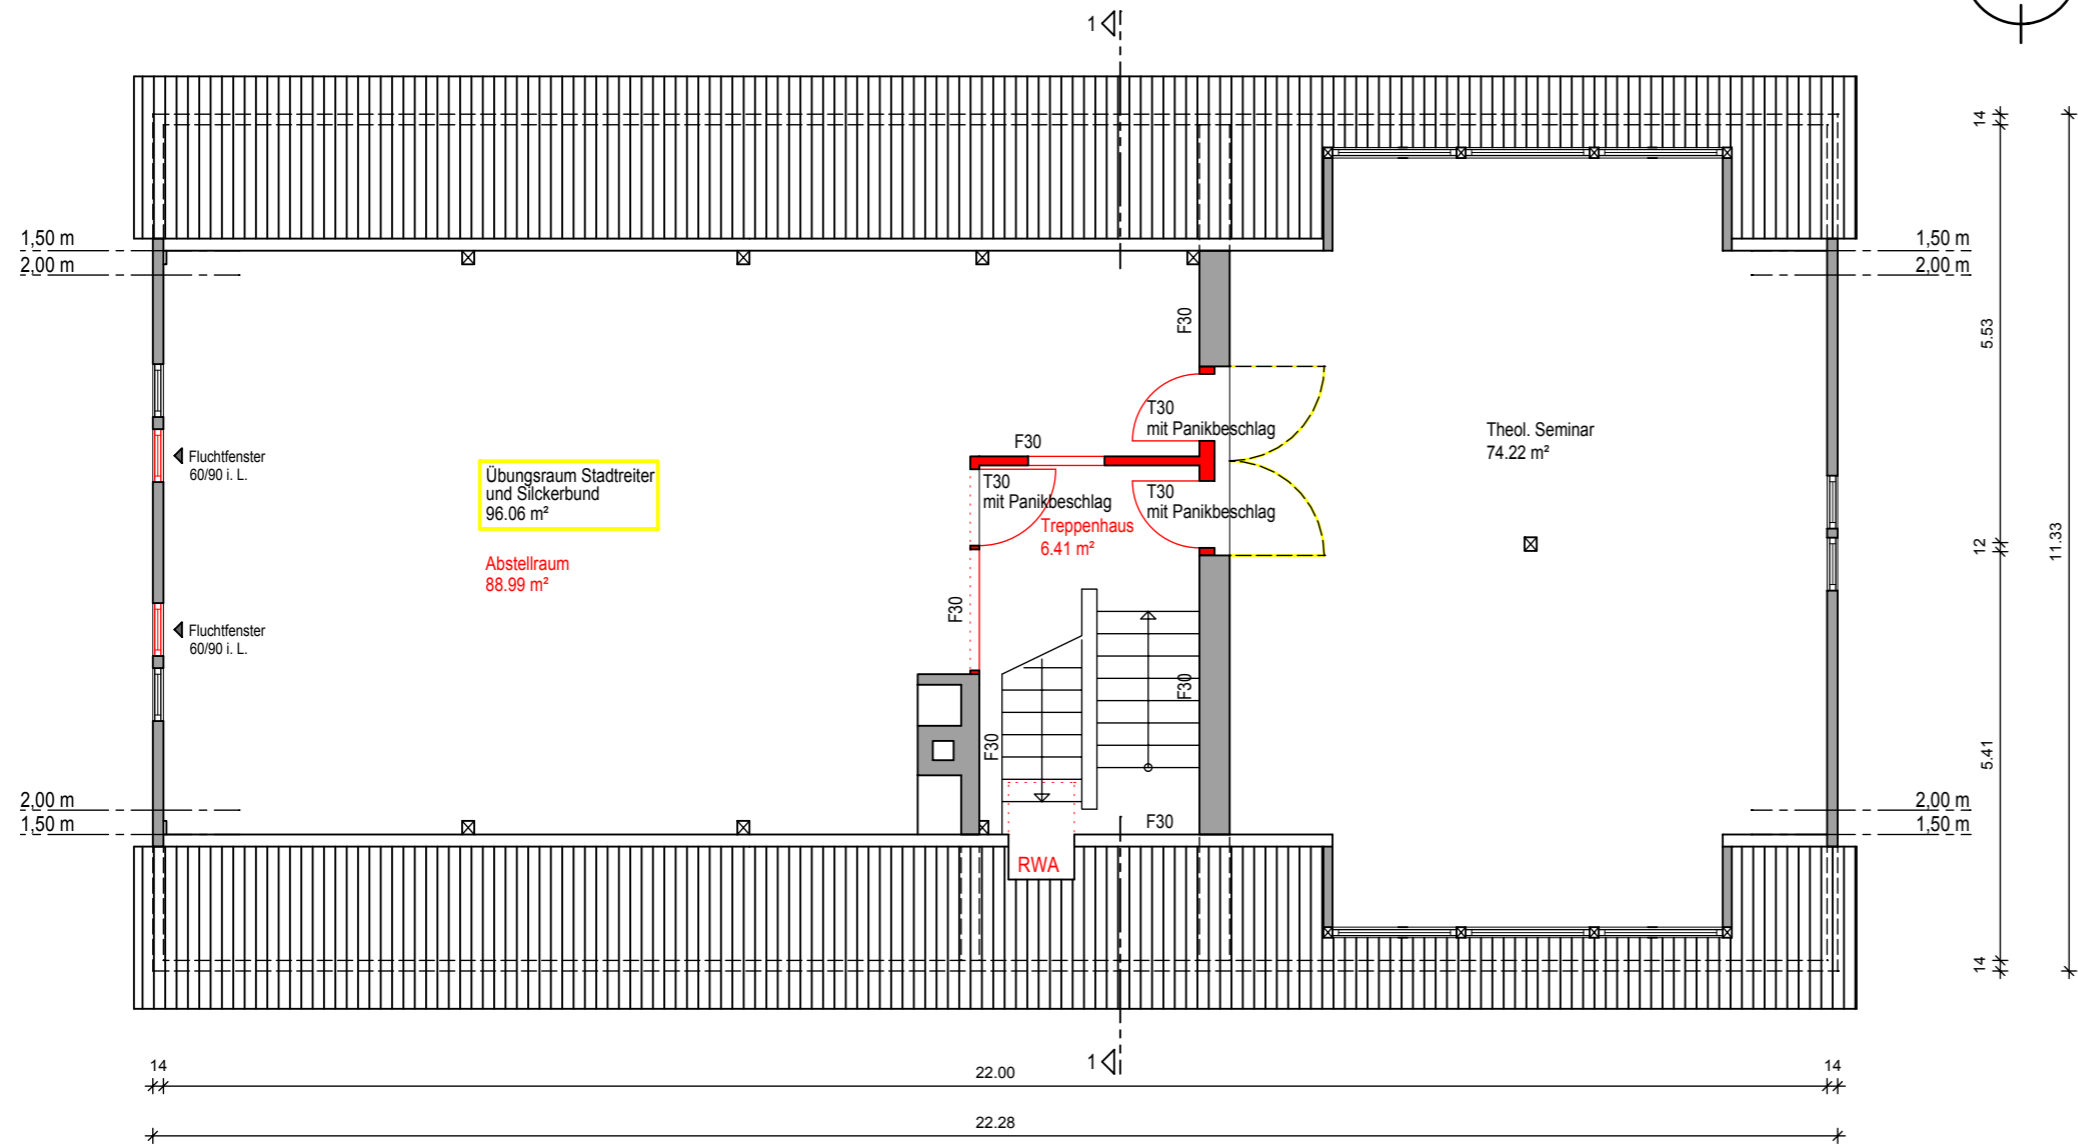 1
14
1,50 m
1,50 m
2,00 m
2,00 m
F30
5.53
T30
mit Panikbeschlag
Theol. Seminar
74.22 m²
F30
Fluchtfenster
60/90 i. L.
Übungsraum Stadtreiter
und Silckerbund
96.06 m²
T30
mit Panikbeschlag
T30
mit Panikbeschlag
Treppenhaus
6.41 m²
12
11.33
Abstellraum
88.99 m²
F30
Fluchtfenster
60/90 i. L.
F30
F30
5.41
2,00 m
2,00 m
1,50 m
1,50 m
F30
RWA
14
1
14
22.00
14
22.28